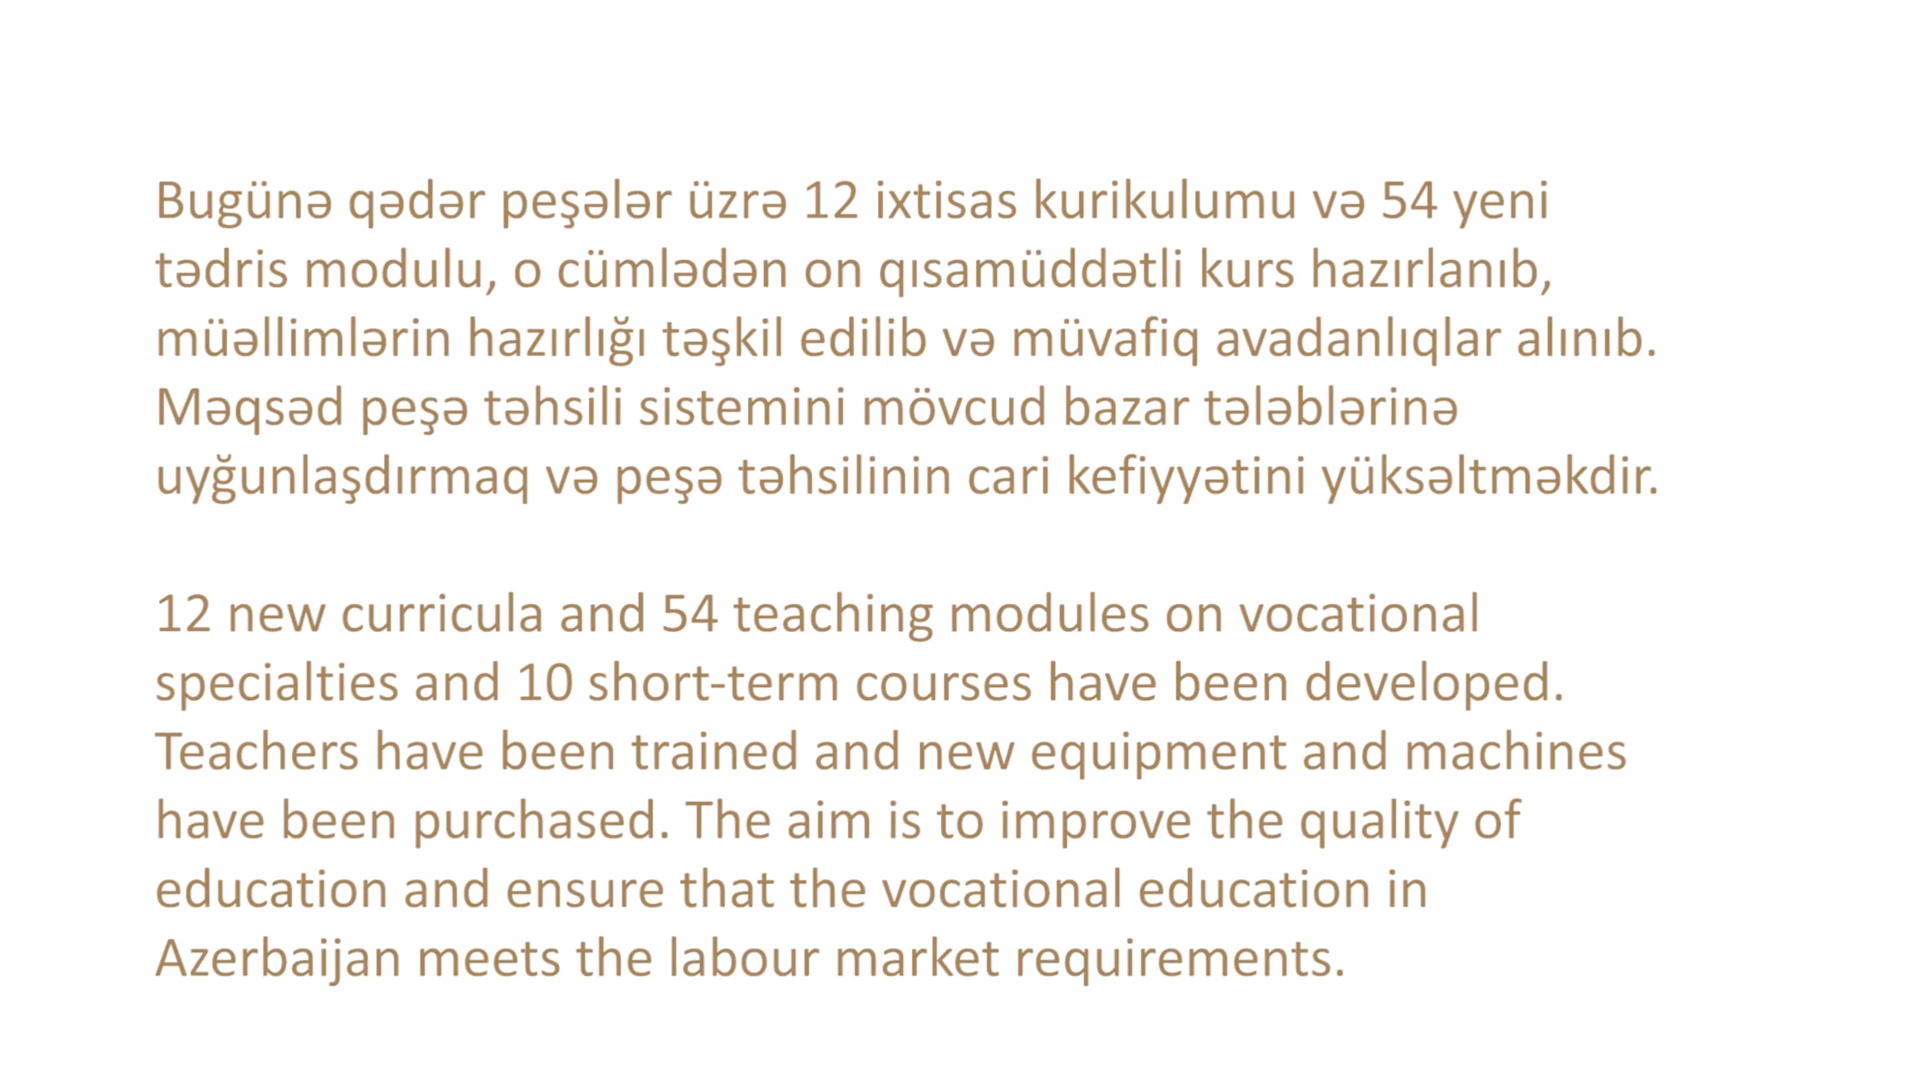 Bugünə qədər peşələr üzrə 12 ixtisas kurikulumu və 54 yeni
tədris modulu, o cümlədən on qısamüddətli kurs hazırlanıb,
müəllimlərin hazırlığı təşkil edilib və müvafiq avadanlıqlar alınıb.
Məqsəd peşə təhsili sistemini mövcud bazar tələblərinə
uyğunlaşdırmaq və peşə təhsilinin cari kefiyyətini yüksəltməkdir.
12 new curricula and 54 teaching modules on vocational
specialties and 10 short-term courses have been developed.
Teachers have been trained and new equipment and machines
have been purchased. The aim is to improve the quality of
education and ensure that the vocational education in
Azerbaijan meets the labour market requirements.